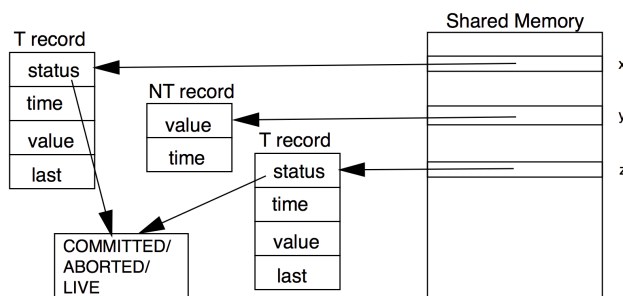 Shared Memory
T record
status
time
value
last
NT record
value
time
T record
status
time
value
last
x
y
z
COMMITTED/
ABORTED/
LIVE